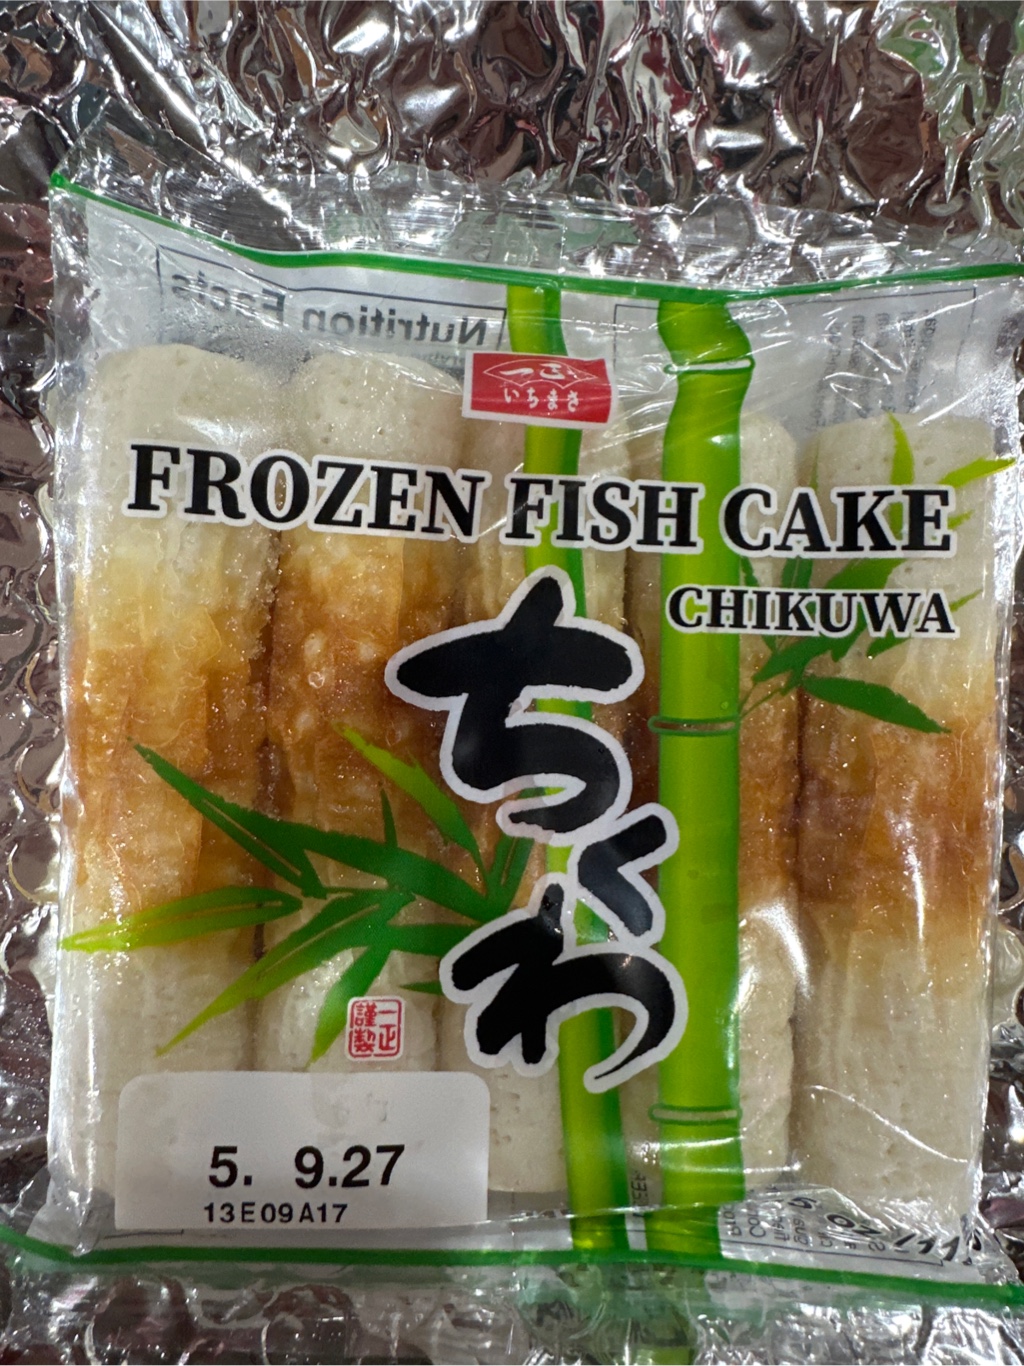 Nutrition Facts
一正
いちまさ
FROZEN FISH CAKE
CHIKUWA
ちくわ
一正
謹製
5. 9.27
13E09A17